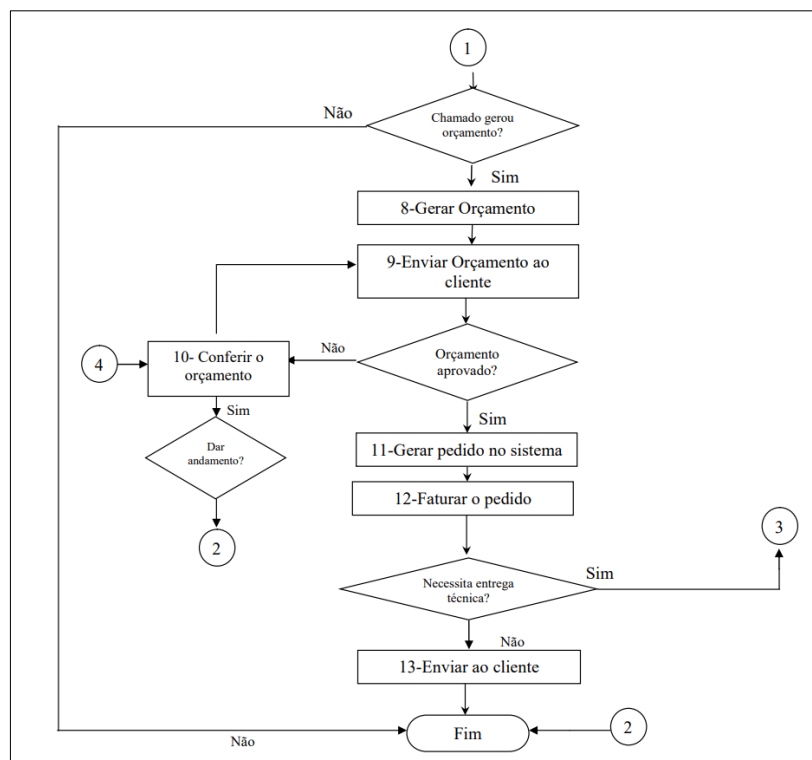 1
Não
Chamado gerou
orçamento?
Sim
8-Gerar Orçamento
9-Enviar Orçamento ao
cliente
4
10- Conferir o
orçamento
Não
Orçamento
aprovado?
Sim
Sim
Dar
andamento?
11-Gerar pedido no sistema
12-Faturar o pedido
2
3
Necessita entrega
técnica?
Sim
Não
13-Enviar ao cliente
Não
Fim
2